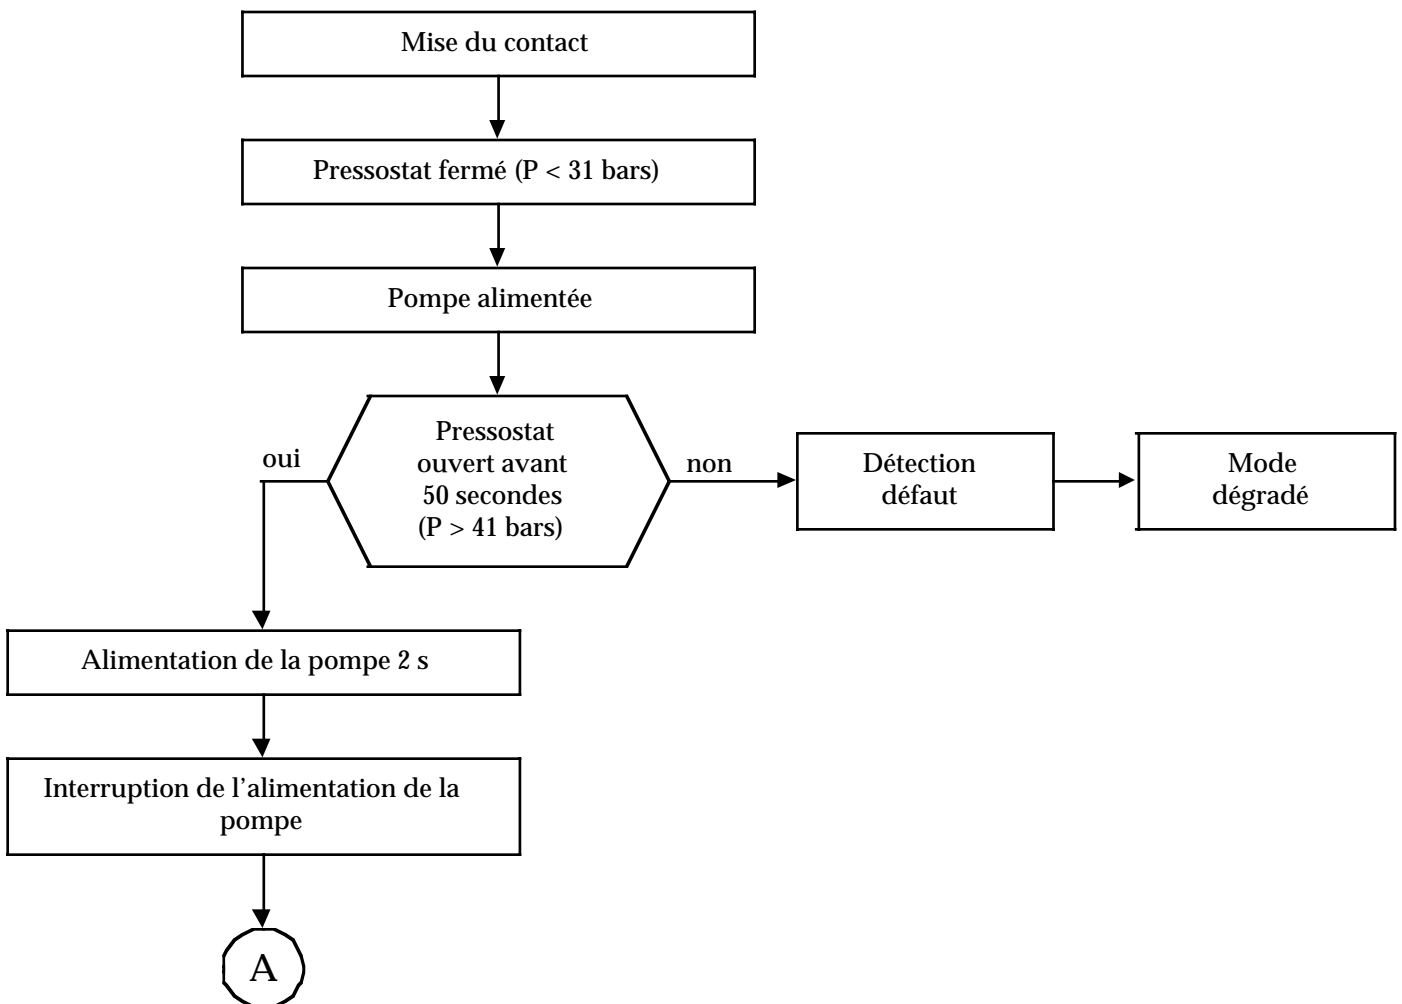 Mise du contact
Pressostat fermé (P < 31 bars)
Pompe alimentée
Pressostat
ouvert avant
50 secondes
(P > 41 bars)
oui
non
Détection
défaut
Mode
dégradé
Alimentation de la pompe 2 s
Interruption de l’alimentation de la
pompe
A